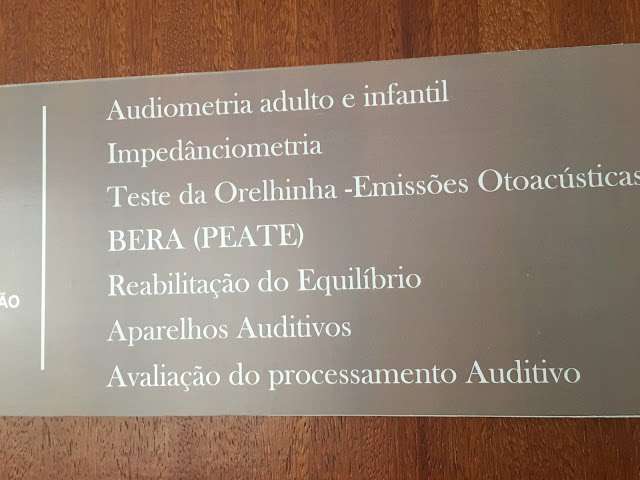 Audiometria adulto e infantil
Impedânciometria
Teste da Orelhinha -Emissões Otoacústicas
BERA (PEATE)
Reabilitação do Equilíbrio
ÃO
Aparelhos Auditivos
Avaliação do processamento Auditivo